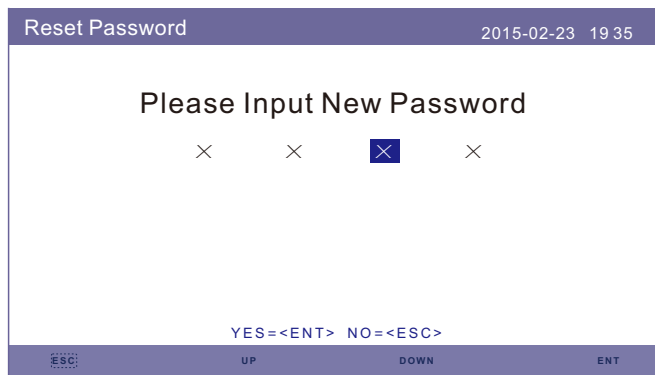 Reset Password 2015-02-23 19 35
Please Input New Password
× × × ×
YES=<ENT> NO=<ESC>
ESC UP DOWN ENT